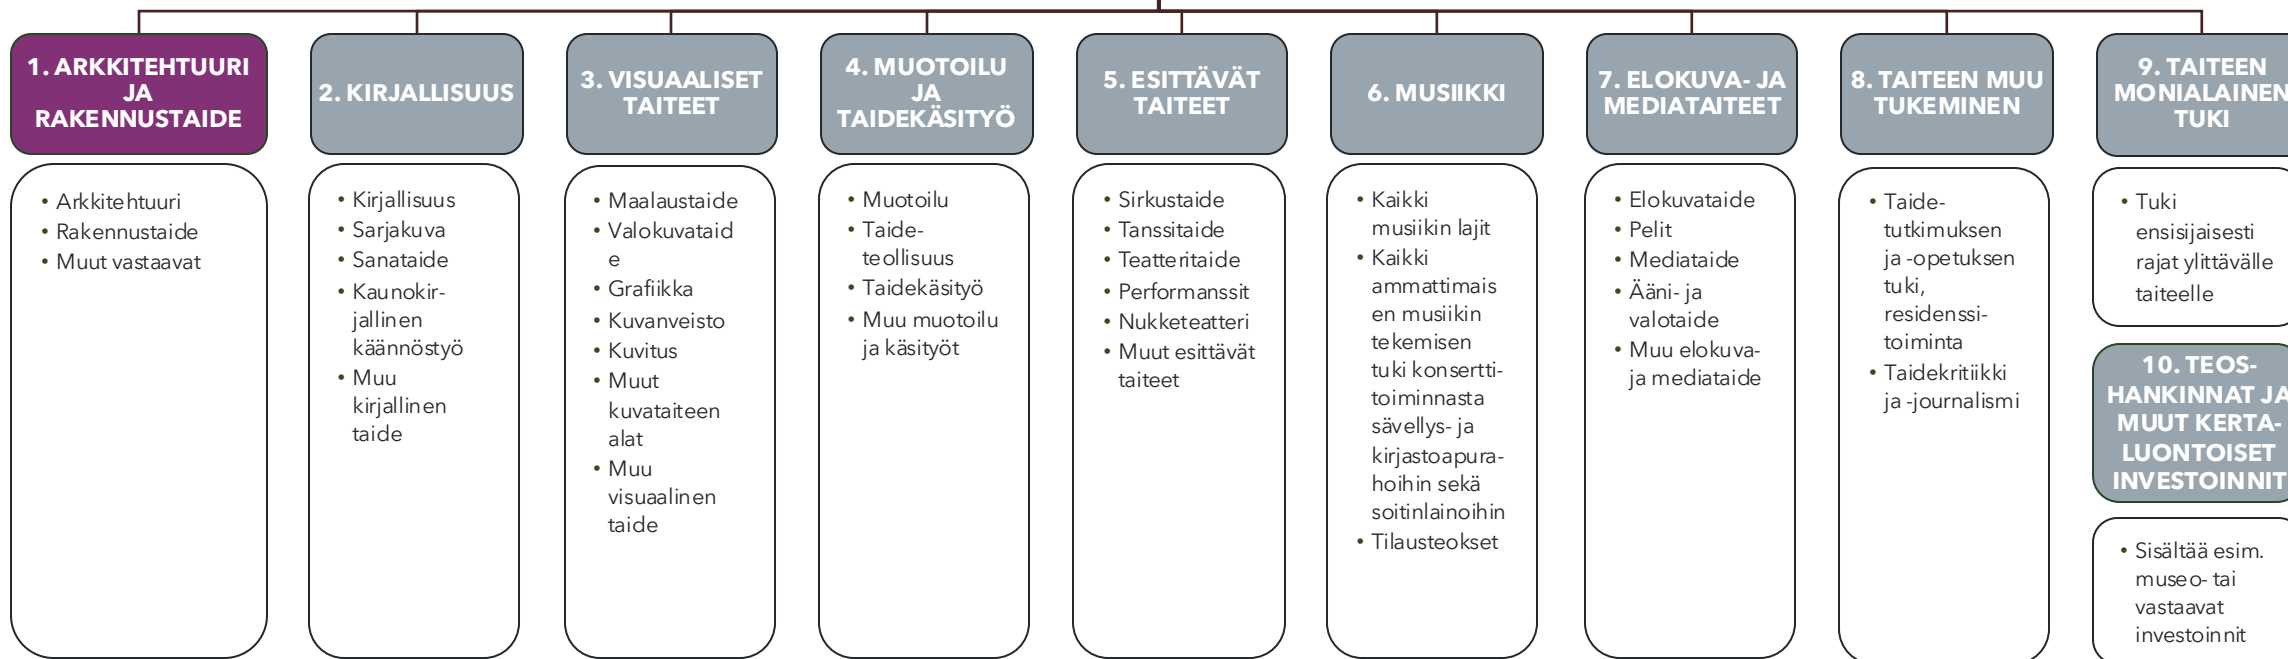 1. ARKKITEHTUURI
JA
RAKENNUSTAIDE
• Arkkitehtuuri
• Rakennustaide
• Muut vastaavat
2. KIRJALLISUUS
• Kirjallisuus
• Sarjakuva
• Sanataide
• Kaunokir-
jallinen
käännöstyö
• Muu
kirjallinen
taide
3. VISUAALISET
TAITEET
• Maalaustaide
• Valokuvataid
e
• Grafiikka
• Kuvanveisto
• Kuvitus
• Muut
kuvataiteen
alat
• Muu
visuaalinen
taide
4. MUOTOILU
JA
TAIDEKÄSITYÖ
• Muotoilu
• Taide-
teollisuus
• Taidekäsityö
• Muu muotoilu
ja käsityöt
5. ESITTÄVÄT
TAITEET
• Sirkustaide
• Tanssitaide
• Teatteritaide
• Performanssit
• Nukketeatteri
• Muut esittävät
taiteet
6. MUSIIKKI
• Kaikki
musiikin lajit
• Kaikki
ammattimais
en musiikin
tekemisen
tuki konsertti-
toiminnasta
sävellys- ja
kirjastoapura-
hoihin sekä
soitinlainoihin
• Tilausteokset
7. ELOKUVA- JA
MEDIATAITEET
• Elokuvataide
• Pelit
• Mediataide
• Ääni- ja
valotaide
• Muu elokuva-
ja mediataide
8. TAITEEN MUU
TUKEMINEN
• Taide-
tutkimuksen
ja -opetuksen
tuki,
residenssi-
toiminta
• Taidekritiikki
ja -journalismi
9. TAITEEN
MONIALAINEN
TUKI
• Tuki
ensisijaisesti
rajat ylittävälle
taiteelle
10. TEOS-
HANKINNAT JA
MUUT KERTA-
LUONTOISET
INVESTOINNIT
• Sisältää esim.
museo- tai
vastaavat
investoinnit